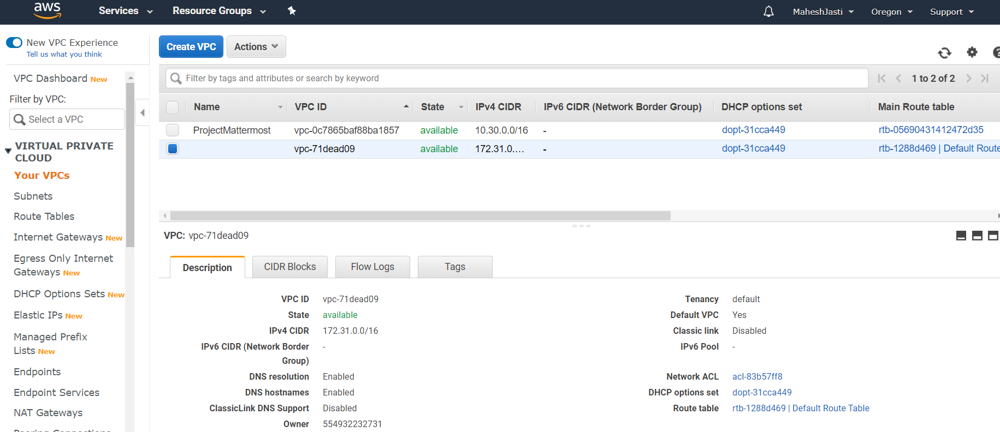 aws Services Resource Groups MaheshJasti Oregon Support
New VPC Experience
Tell us what you think
VPC Dashboard New
Filter by VPC:
Select a VPC
VIRTUAL PRIVATE
CLOUD
Your VPCs
Subnets
Route Tables
Internet Gateways New
Egress Only Internet
Gateways New
DHCP Options Sets New
Elastic IPs New
Managed Prefix
Lists New
Endpoints
Endpoint Services
NAT Gateways
Peering Connections
Create VPC Actions
Filter by tags and attributes or search by keyword 1 to 2 of 2
Name VPC ID State IPv4 CIDR IPv6 CIDR (Network Border Group) DHCP options set Main Route table
ProjectMattermost vpc-0c7865baf88ba1857 available 10.30.0.0/16 - dopt-31cca449 rtb-05690431412472d35
vpc-71dead09 available 172.31.0.... - dopt-31cca449 rtb-1288d469 | Default Route
VPC: vpc-71dead09
Description CIDR Blocks Flow Logs Tags
VPC ID vpc-71dead09 Tenancy default
State available Default VPC Yes
IPv4 CIDR 172.31.0.0/16 Classic link Disabled
IPv6 CIDR (Network Border - IPv6 Pool -
Group)
DNS resolution Enabled Network ACL acl-83b57ff8
DNS hostnames Enabled DHCP options set dopt-31cca449
ClassicLink DNS Support Disabled Route table rtb-1288d469 | Default Route Table
Owner 554932232731